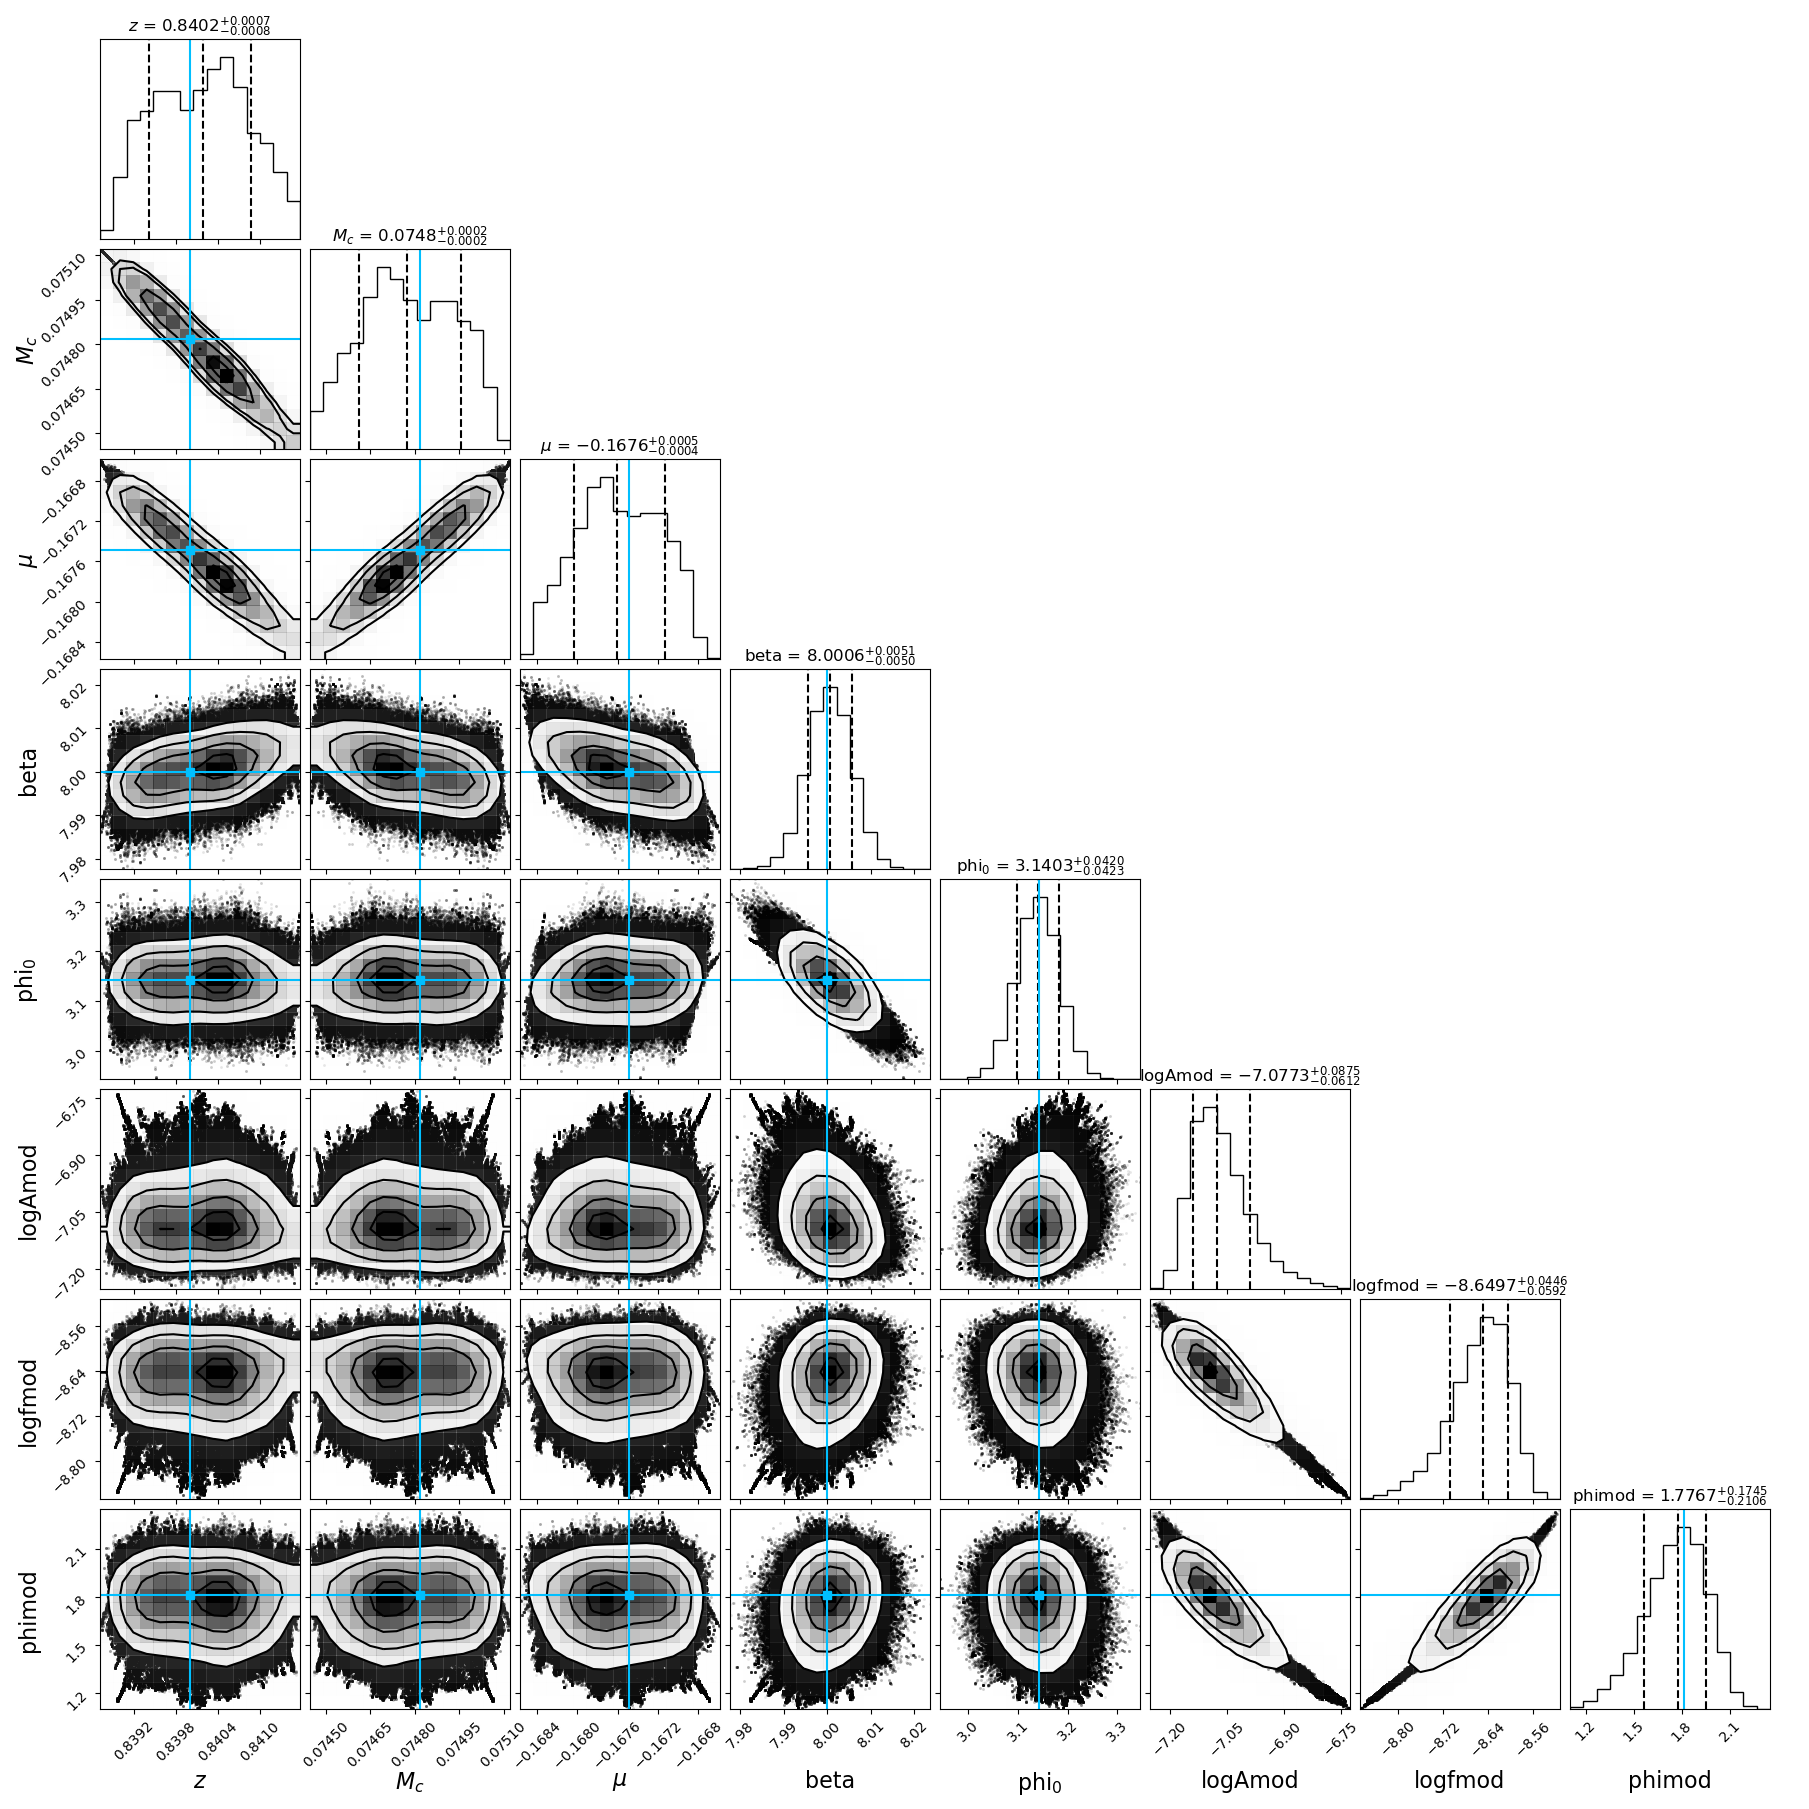 z = 0.8402 +0.0007 −0.0008
M_c = 0.0748 +0.0002 −0.0002
μ = −0.1676 +0.0005 −0.0004
beta = 8.0006 +0.0051 −0.0050
phi_0 = 3.1403 +0.0420 −0.0423
logAmod = −7.0773 +0.0875 −0.0612
logfmod = −8.6497 +0.0446 −0.0592
phimod = 1.7767 +0.1745 −0.2106
M_c
0.07510
0.07495
0.07480
0.07465
0.07450
μ
−0.1668
−0.1672
−0.1676
−0.1680
−0.1684
beta
8.02
8.01
8.00
7.99
7.98
phi_0
3.3
3.2
3.1
3.0
logAmod
−6.75
−6.90
−7.05
−7.20
logfmod
−8.56
−8.64
−8.72
−8.80
phimod
2.1
1.8
1.5
1.2
0.8392 0.8398 0.8404 0.8410
0.07450 0.07465 0.07480 0.07495 0.07510
−0.1684 −0.1680 −0.1676 −0.1672 −0.1668
7.98 7.99 8.00 8.01 8.02
3.0 3.1 3.2 3.3
−7.20 −7.05 −6.90 −6.75
−8.80 −8.72 −8.64 −8.56
1.2 1.5 1.8 2.1
z M_c μ beta phi_0 logAmod logfmod phimod